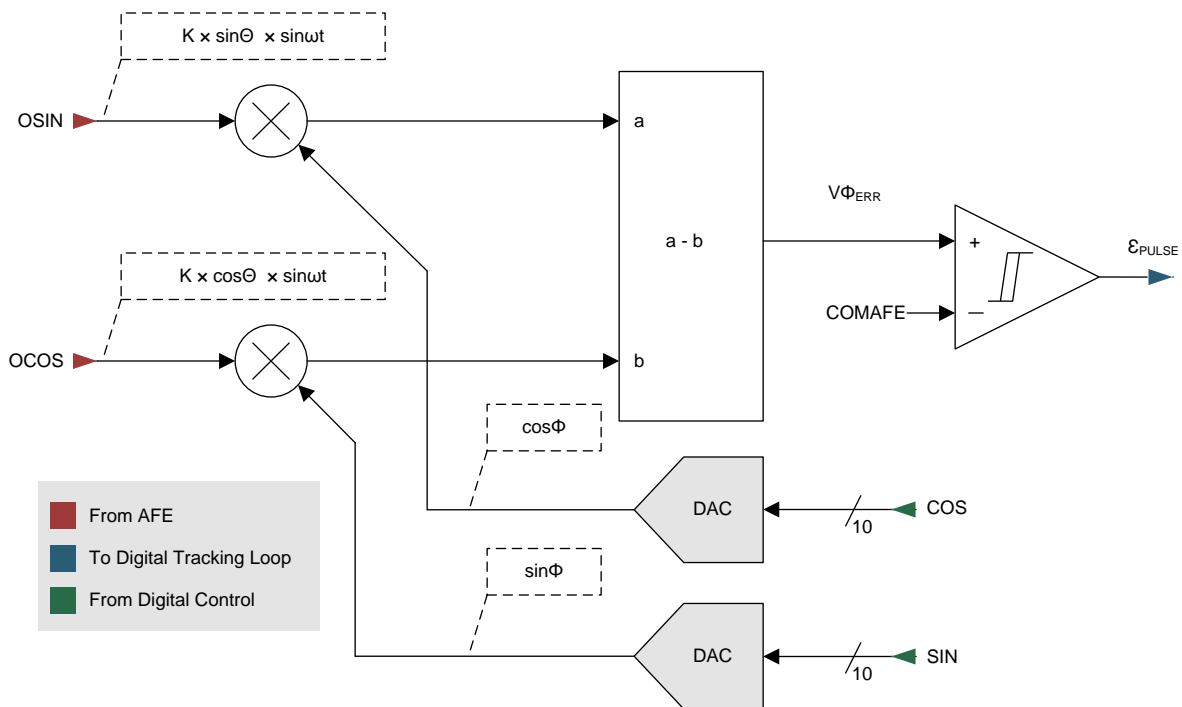 K × sinΘ × sinωt
OSIN
a
VΦERR
a - b
+
εPULSE
K × cosΘ × sinωt
COMAFE
−
OCOS
b
cosΦ
DAC
COS
10
From AFE
To Digital Tracking Loop
From Digital Control
sinΦ
DAC
SIN
10